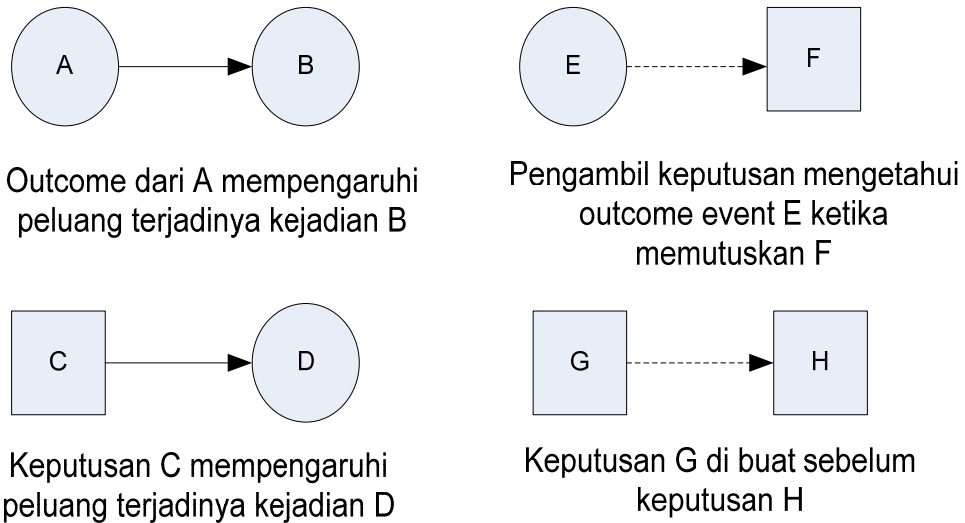 A
B
Outcome dari A mempengaruhi
peluang terjadinya kejadian B
E
F
Pengambil keputusan mengetahui
outcome event E ketika
memutuskan F
C
D
Keputusan C mempengaruhi
peluang terjadinya kejadian D
G
H
Keputusan G di buat sebelum
keputusan H